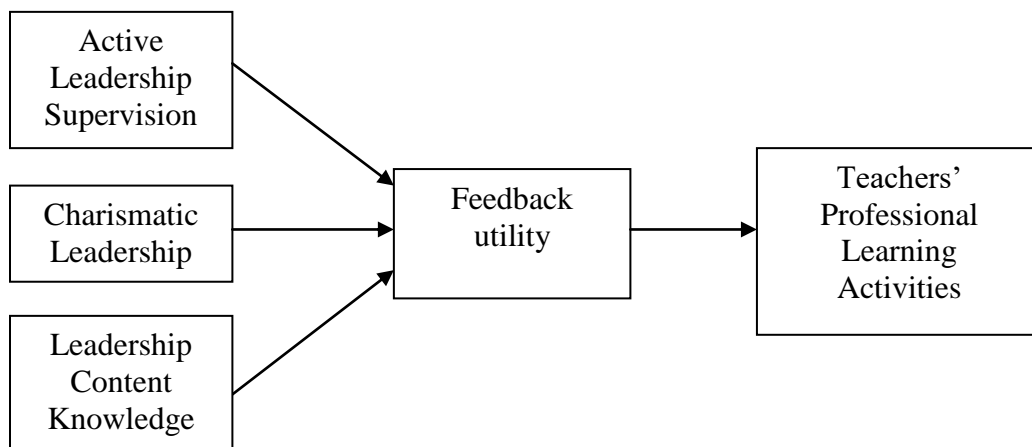 Active
Leadership
Supervision
Charismatic
Leadership
Leadership
Content
Knowledge
Feedback
utility
Teachers’
Professional
Learning
Activities